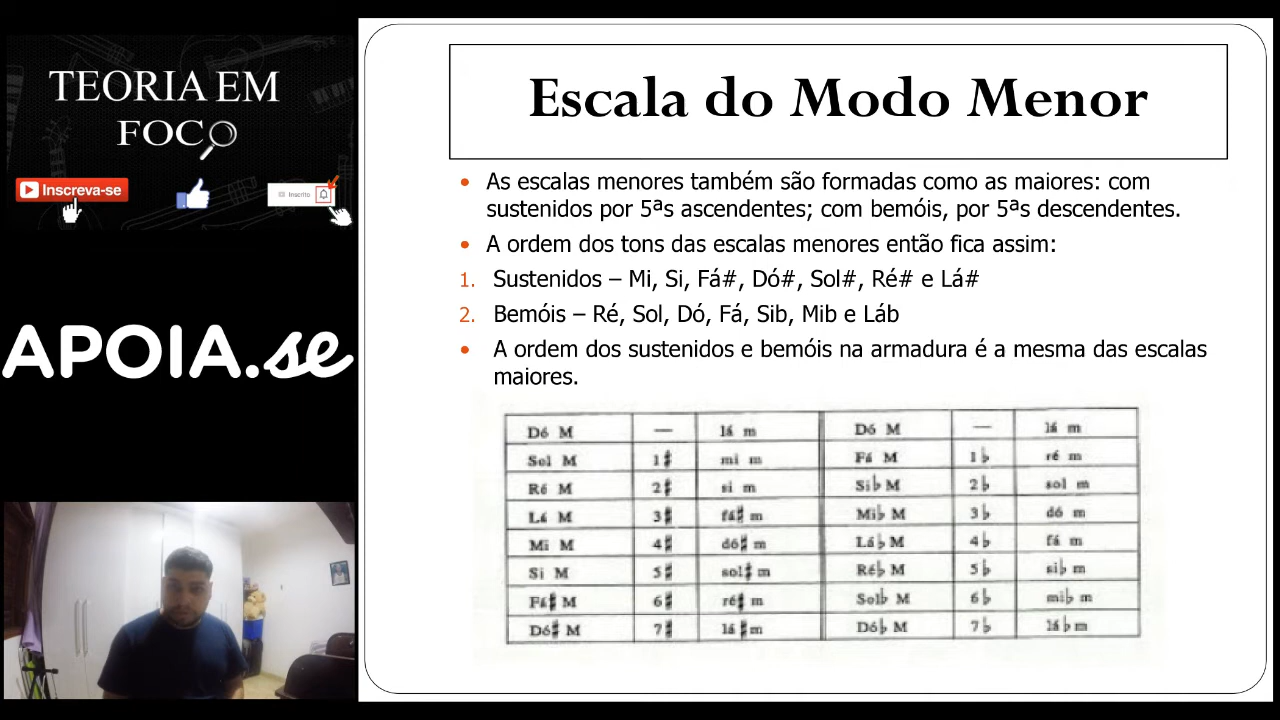 TEORIA EM
FOCO
Inscreva-se
Inscrito
APOIA.se
Escala do Modo Menor
• As escalas menores também são formadas como as maiores: com
sustenidos por 5ªs ascendentes; com bemóis, por 5ªs descendentes.
• A ordem dos tons das escalas menores então fica assim:
1. Sustenidos – Mi, Si, Fá#, Dó#, Sol#, Ré# e Lá#
2. Bemóis – Ré, Sol, Dó, Fá, Sib, Mib e Láb
• A ordem dos sustenidos e bemóis na armadura é a mesma das escalas
maiores.
Dó M — lá m Dó M — lá m
Sol M 1♯ mi m Fá M 1♭ ré m
Ré M 2♯ si m Si♭ M 2♭ sol m
Lá M 3♯ fá♯ m Mi♭ M 3♭ dó m
Mi M 4♯ dó♯ m Lá♭ M 4♭ fá m
Si M 5♯ sol♯ m Ré♭ M 5♭ si♭ m
Fá♯ M 6♯ ré♯ m Sol♭ M 6♭ mi♭ m
Dó♯ M 7♯ lá♯ m Dó♭ M 7♭ lá♭ m